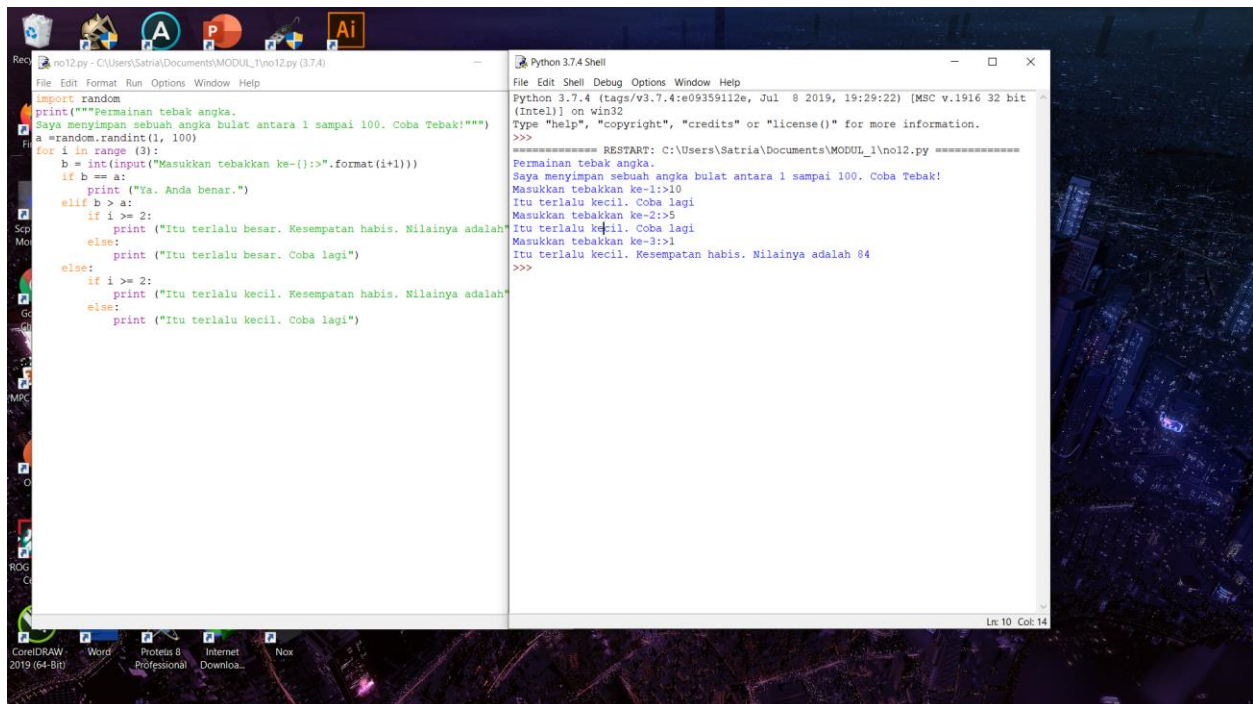 Ai
no12.py - C:\Users\Satria\Documents\MODUL_1\no12.py (3.7.4)
File Edit Format Run Options Window Help
import random
print("""Permainan tebak angka.
Saya menyimpan sebuah angka bulat antara 1 sampai 100. Coba Tebak!""")
a =random.randint(1, 100)
for i in range (3):
    b = int(input("Masukkan tebakkan ke-{}:>".format(i+1)))
    if b == a:
        print ("Ya. Anda benar.")
    elif b > a:
        if i >= 2:
            print ("Itu terlalu besar. Kesempatan habis. Nilainya adalah"
        else:
            print ("Itu terlalu besar. Coba lagi")
    else:
        if i >= 2:
            print ("Itu terlalu kecil. Kesempatan habis. Nilainya adalah"
        else:
            print ("Itu terlalu kecil. Coba lagi")
Python 3.7.4 Shell
File Edit Shell Debug Options Window Help
Python 3.7.4 (tags/v3.7.4:e09359112e, Jul 8 2019, 19:29:22) [MSC v.1916 32 bit
(Intel)] on win32
Type "help", "copyright", "credits" or "license()" for more information.
>>>
============= RESTART: C:\Users\Satria\Documents\MODUL_1\no12.py =============
Permainan tebak angka.
Saya menyimpan sebuah angka bulat antara 1 sampai 100. Coba Tebak!
Masukkan tebakkan ke-1:>10
Itu terlalu kecil. Coba lagi
Masukkan tebakkan ke-2:>5
Itu terlalu kecil. Coba lagi
Masukkan tebakkan ke-3:>1
Itu terlalu kecil. Kesempatan habis. Nilainya adalah 84
>>>
Ln: 10 Col: 14
CorelDRAW 2019 (64-Bit)
Word
Proteus 8 Professional
Internet Downloa...
Nox